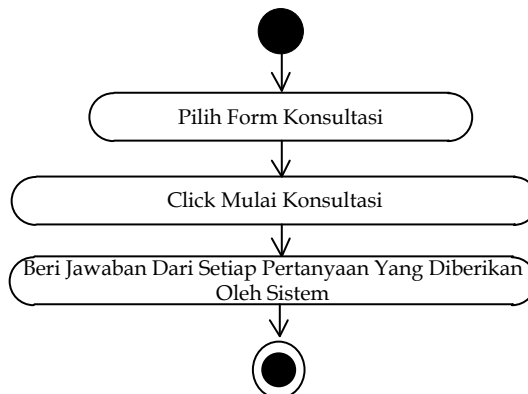 Pilih Form Konsultasi
Click Mulai Konsultasi
Beri Jawaban Dari Setiap Pertanyaan Yang Diberikan
Oleh Sistem